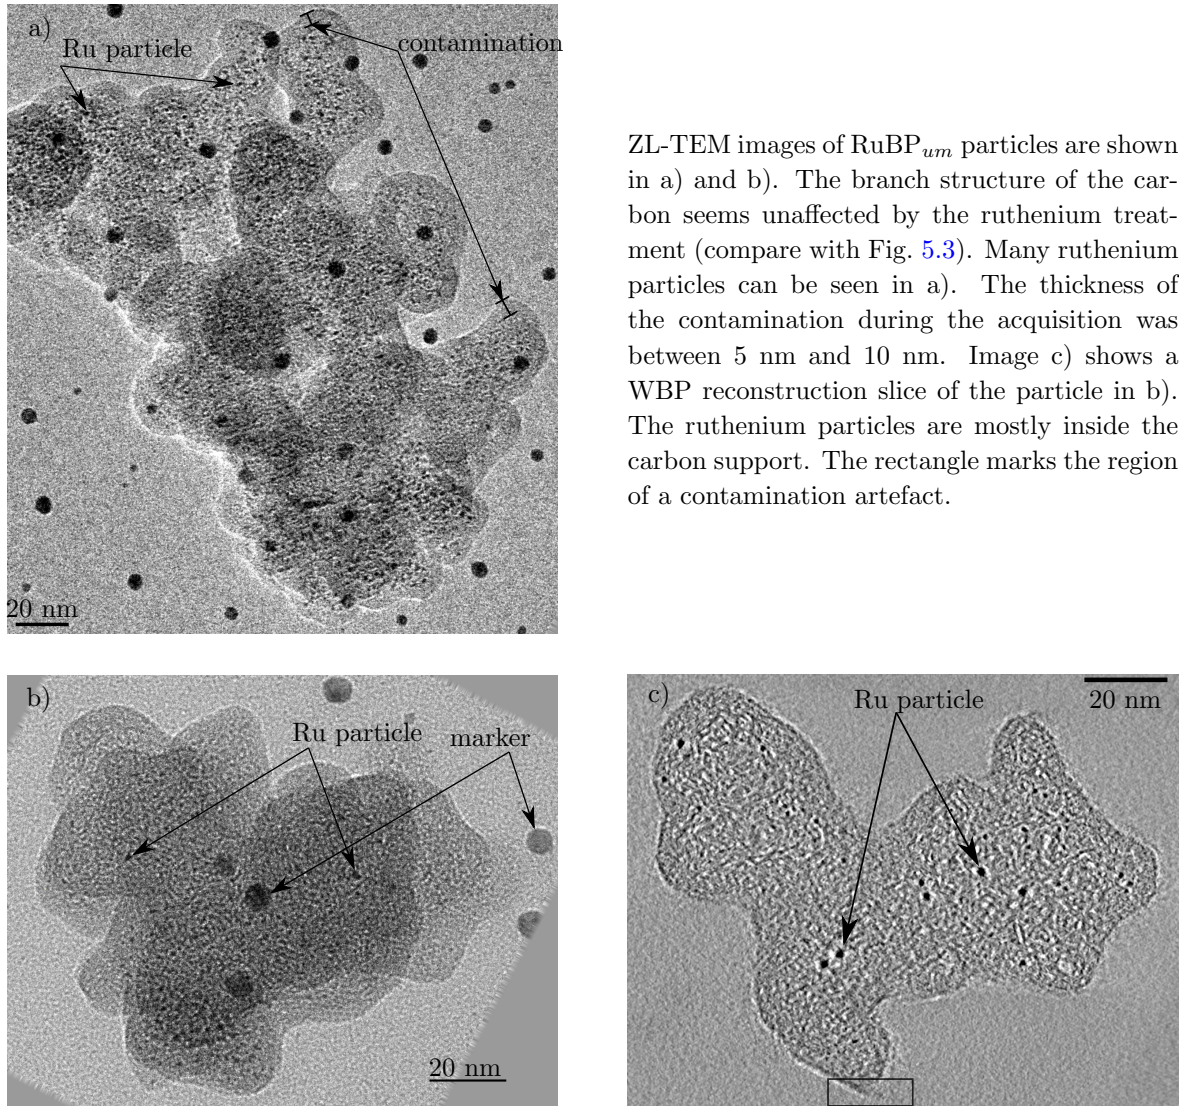 a)
Ru particle
contamination
20 nm
ZL-TEM images of RuBPum particles are shown
in a) and b). The branch structure of the car-
bon seems unaffected by the ruthenium treat-
ment (compare with Fig. 5.3). Many ruthenium
particles can be seen in a). The thickness of
the contamination during the acquisition was
between 5 nm and 10 nm. Image c) shows a
WBP reconstruction slice of the particle in b).
The ruthenium particles are mostly inside the
carbon support. The rectangle marks the region
of a contamination artefact.
b)
Ru particle
marker
20 nm
c)
Ru particle
20 nm